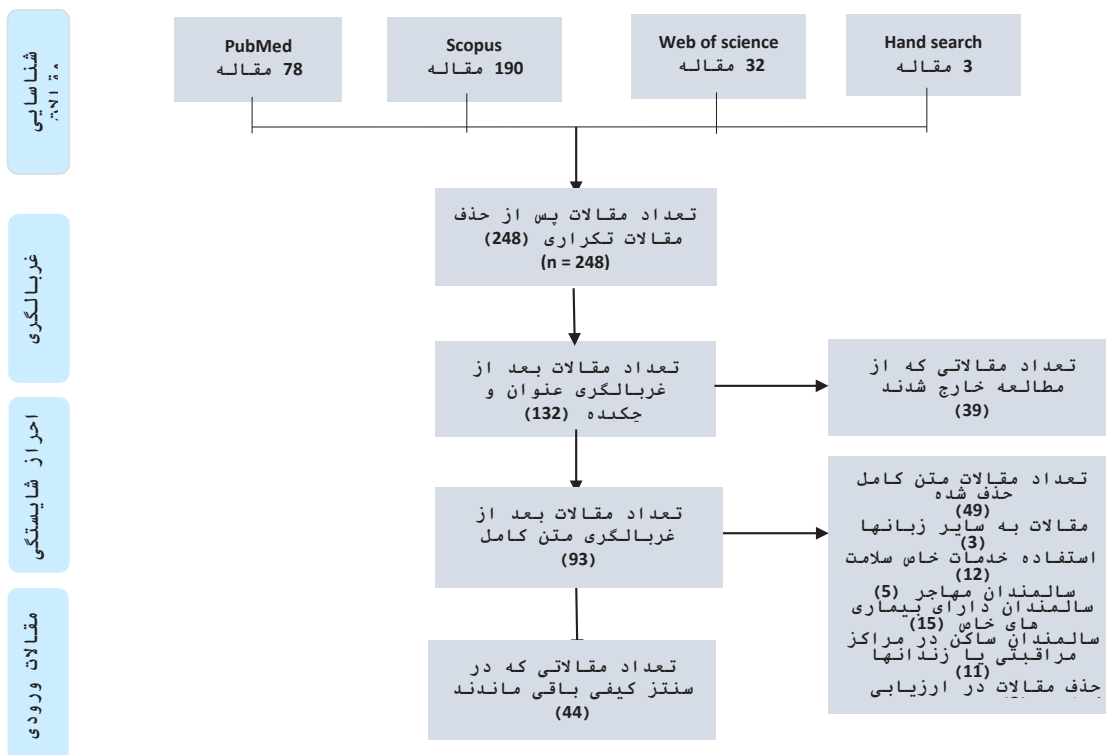 شناسایی
مقالات
PubMed
78 مقاله
Scopus
190 مقاله
Web of science
32 مقاله
Hand search
3 مقاله
تعداد مقالات پس از حذف
مقالات تکراری (248)
(n = 248)
غربالگری
تعداد مقالات بعد از
غربالگری عنوان و
چکیده (132)
تعداد مقالاتی که از
مطالعه خارج شدند
(39)
احراز شایستگی
تعداد مقالات بعد از
غربالگری متن کامل
(93)
تعداد مقالات متن کامل
حذف شده
(49)
مقالات به سایر زبانها
(3)
استفاده خدمات خاص سلامت
(12)
سالمندان مهاجر (5)
سالمندان دارای بیماری
های خاص (15)
سالمندان ساکن در مراکز
مراقبتی یا زندانها
(11)
حذف مقالات در ارزیابی
مقالات ورودی
تعداد مقالاتی که در
سنتز کیفی باقی ماندند
(44)